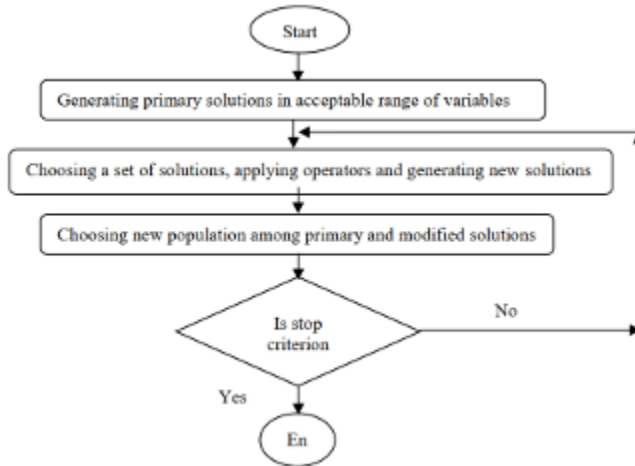 Start
Generating primary solutions in acceptable range of variables
Choosing a set of solutions, applying operators and generating new solutions
Choosing new population among primary and modified solutions
Is stop
criterion
No
Yes
En